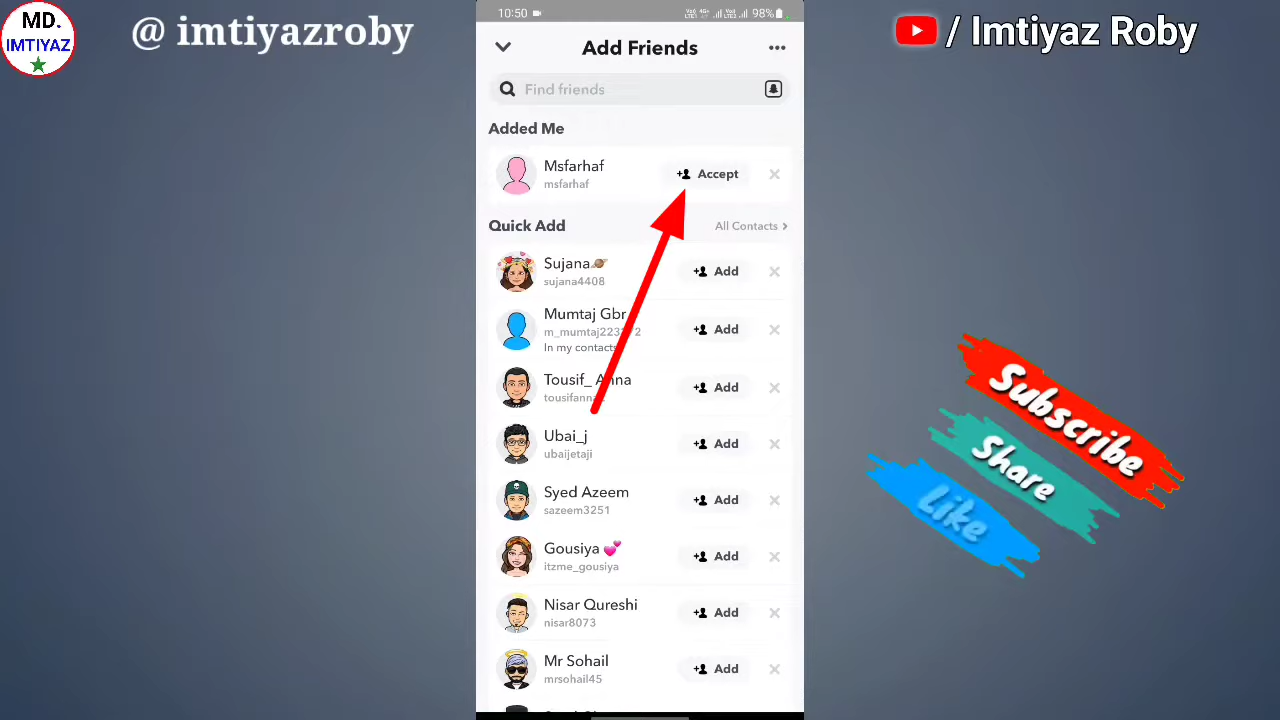 MD.
IMTIYAZ
@ imtiyazroby
/ Imtiyaz Roby
10:50
98%
Add Friends
Find friends
Added Me
Msfarhaf
msfarhaf
Accept
Quick Add
All Contacts >
Sujana🪐
sujana4408
Add
Mumtaj Gbr
In my contacts
Add
Tousif_ Anna
Add
Ubai_j
ubaijetaji
Add
Syed Azeem
sazeem3251
Add
Gousiya 💕
itzme_gousiya
Add
Nisar Qureshi
nisar8073
Add
Mr Sohail
mrsohail45
Add
Subscribe
Share
Like